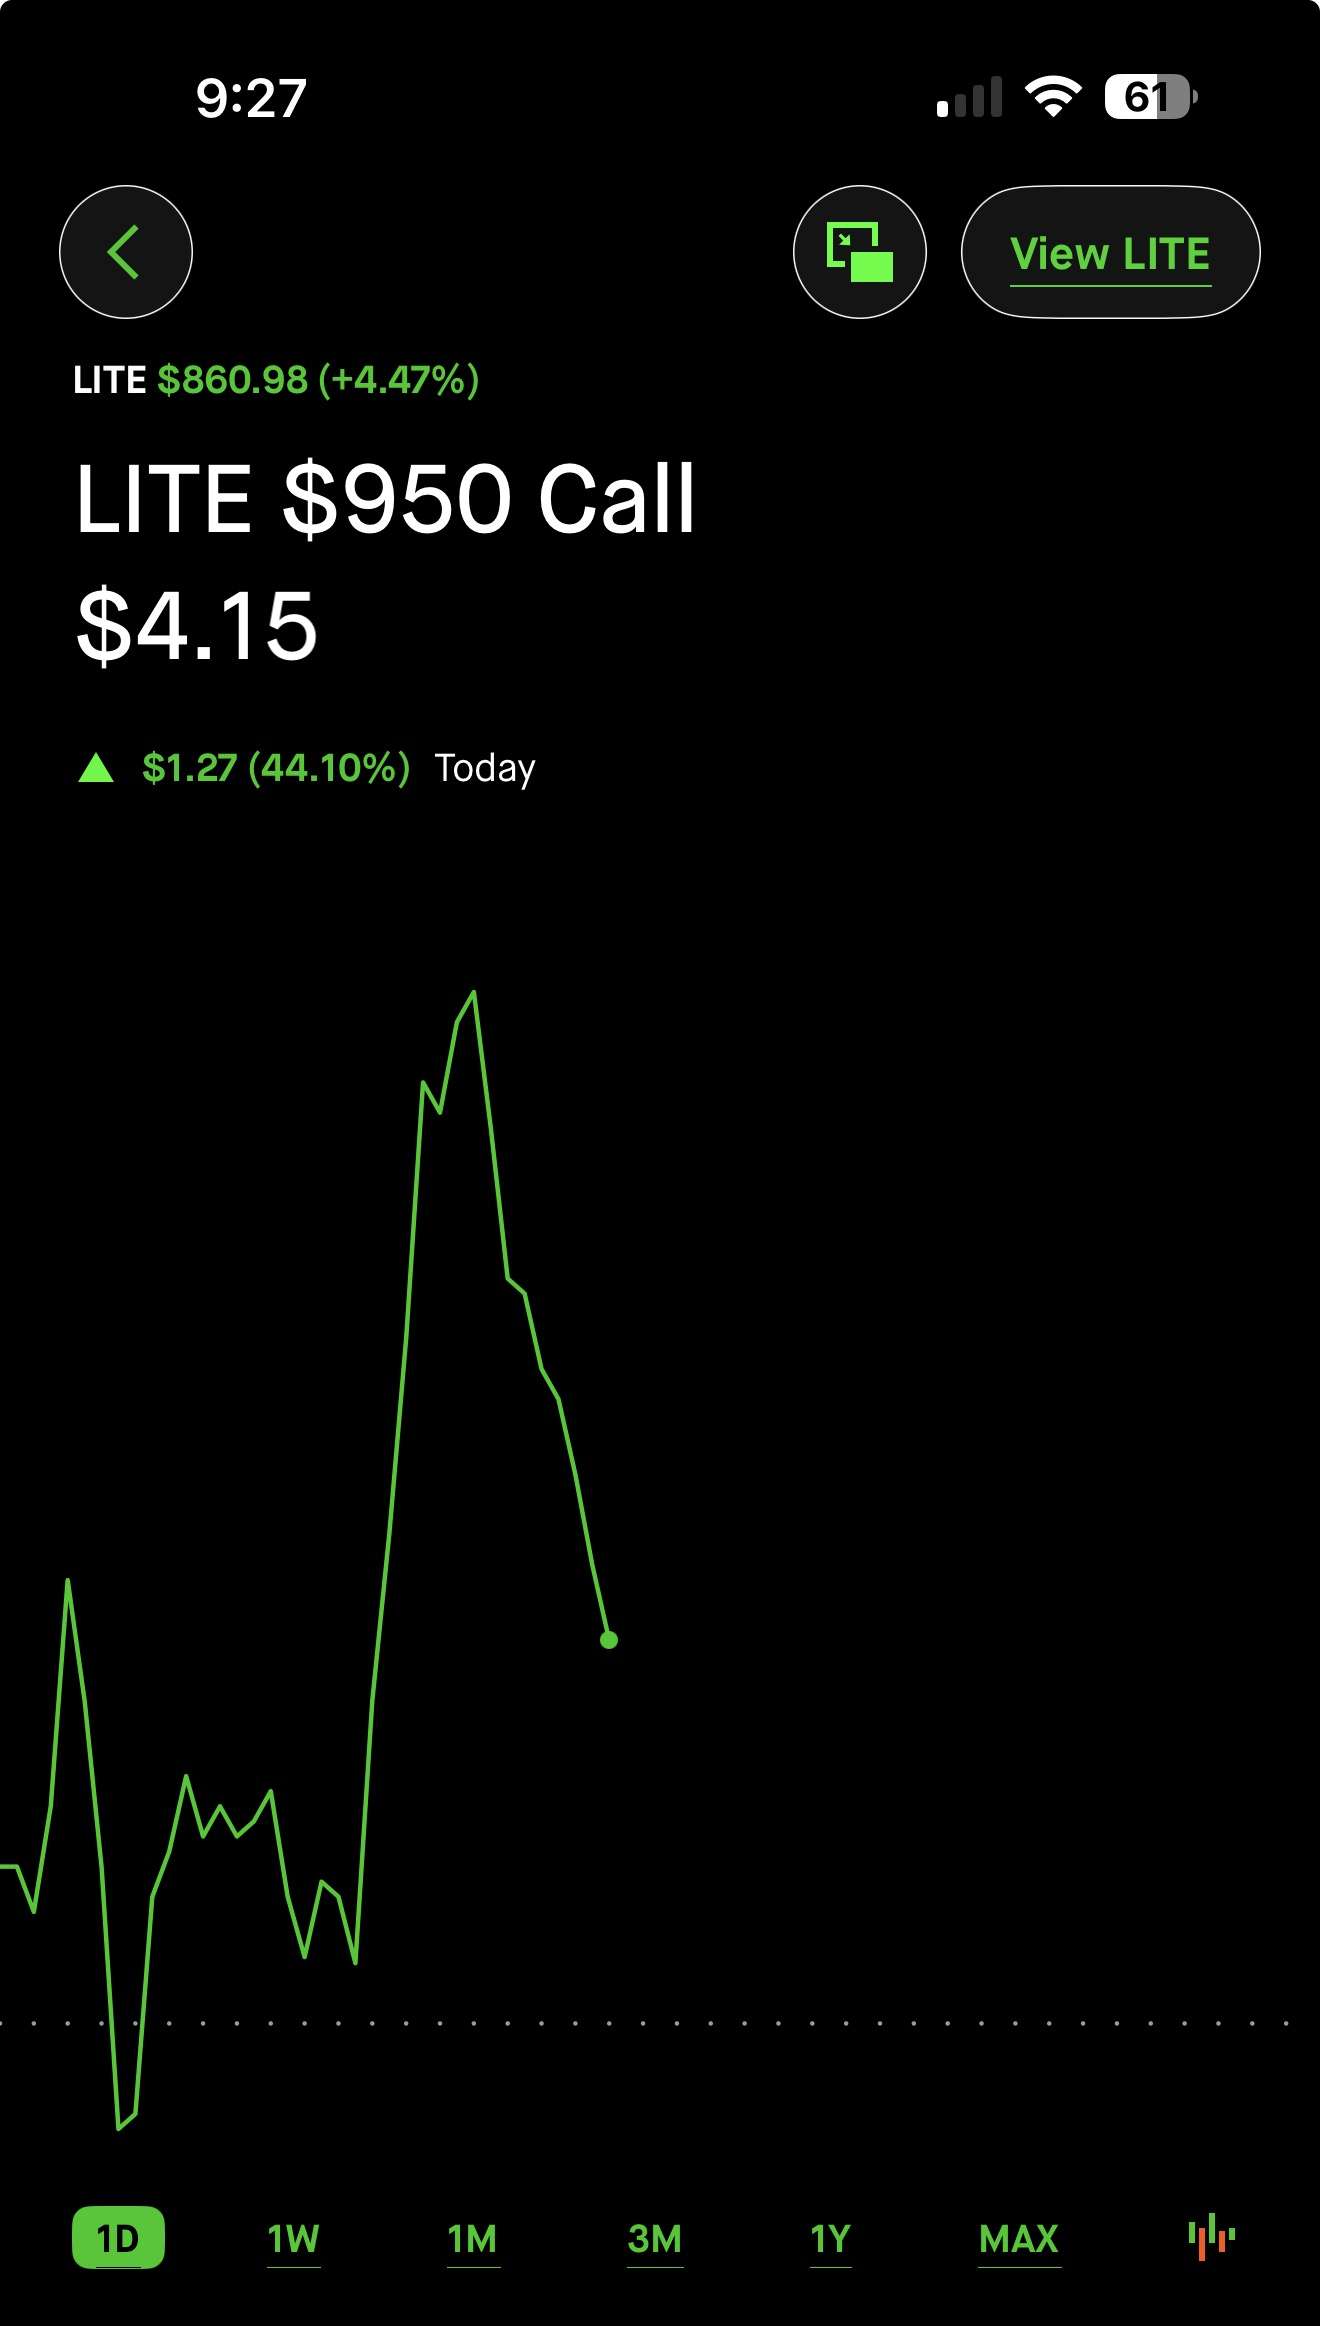 9:27
61
View LITE
LITE $860.98 (+4.47%)
LITE $950 Call
$4.15
$1.27 (44.10%) Today
1D 1W 1M 3M 1Y MAX